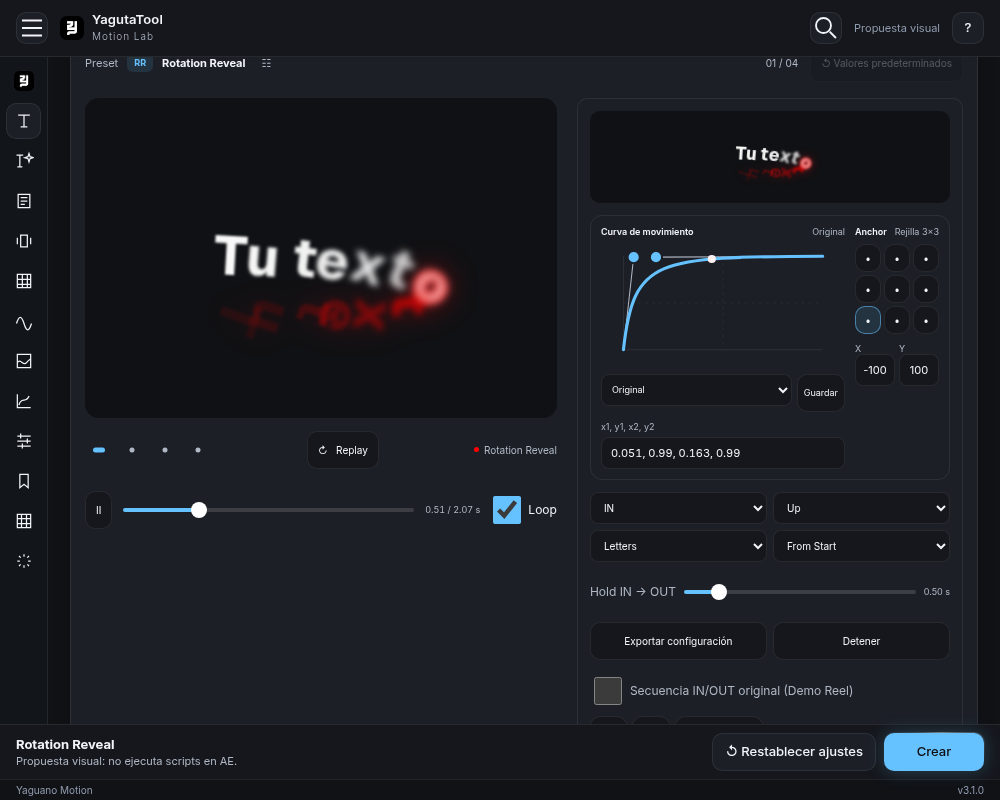 YagutaTool
Motion Lab
Propuesta visual
?
Preset RR Rotation Reveal
01 / 04
Valores predeterminados
Tu texto
Tu texto
Curva de movimiento
Original
Anchor
Rejilla 3×3
X
Y
-100
100
Original
Guardar
x1, y1, x2, y2
0.051, 0.99, 0.163, 0.99
Replay
Rotation Reveal
0.51 / 2.07 s
Loop
IN
Up
Letters
From Start
Hold IN → OUT
0.50 s
Exportar configuración
Detener
Secuencia IN/OUT original (Demo Reel)
Rotation Reveal
Propuesta visual: no ejecuta scripts en AE.
Restablecer ajustes
Crear
Yaguano Motion
v3.1.0